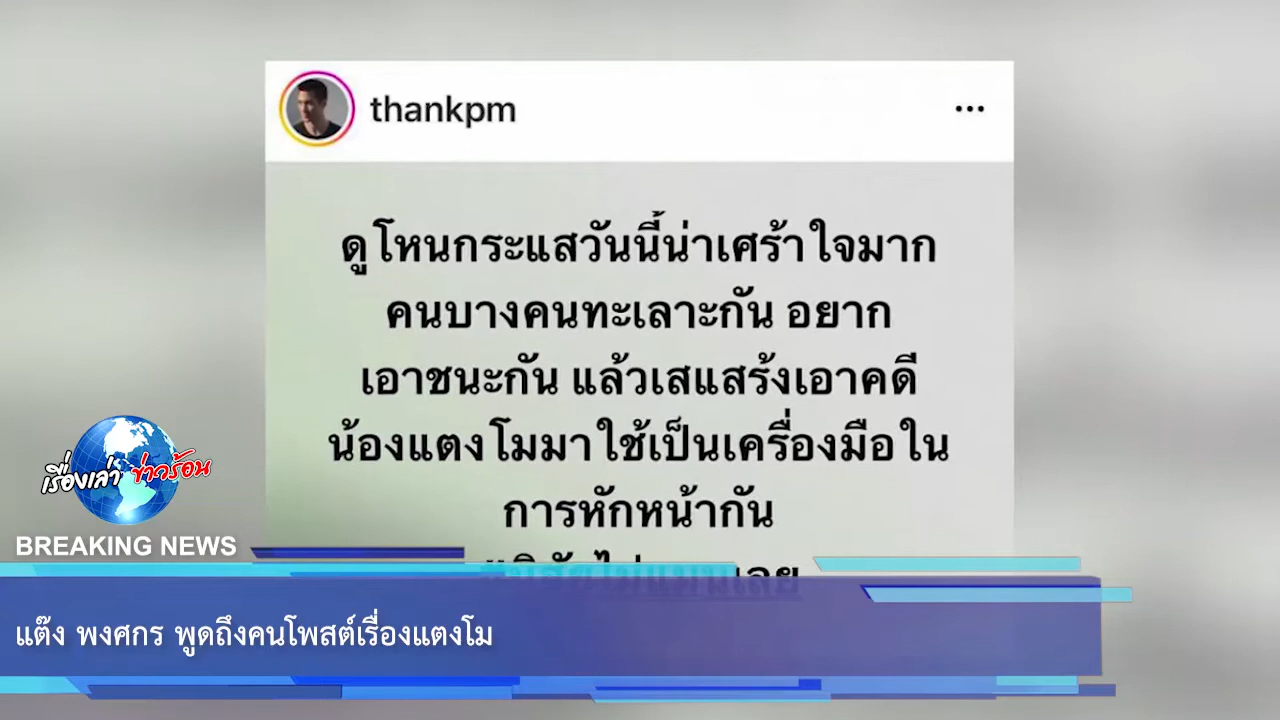 thankpm
ดูโหนกระแสวันนี้น่าเศร้าใจมาก
คนบางคนทะเลาะกัน อยาก
เอาชนะกัน แล้วเสแสร้งเอาคดี
น้องแตงโมมาใช้เป็นเครื่องมือใน
การหักหน้ากัน
เรื่องเล่า ข่าวร้อน
BREAKING NEWS
แต๊ง พงศกร พูดถึงคนโพสต์เรื่องแตงโม